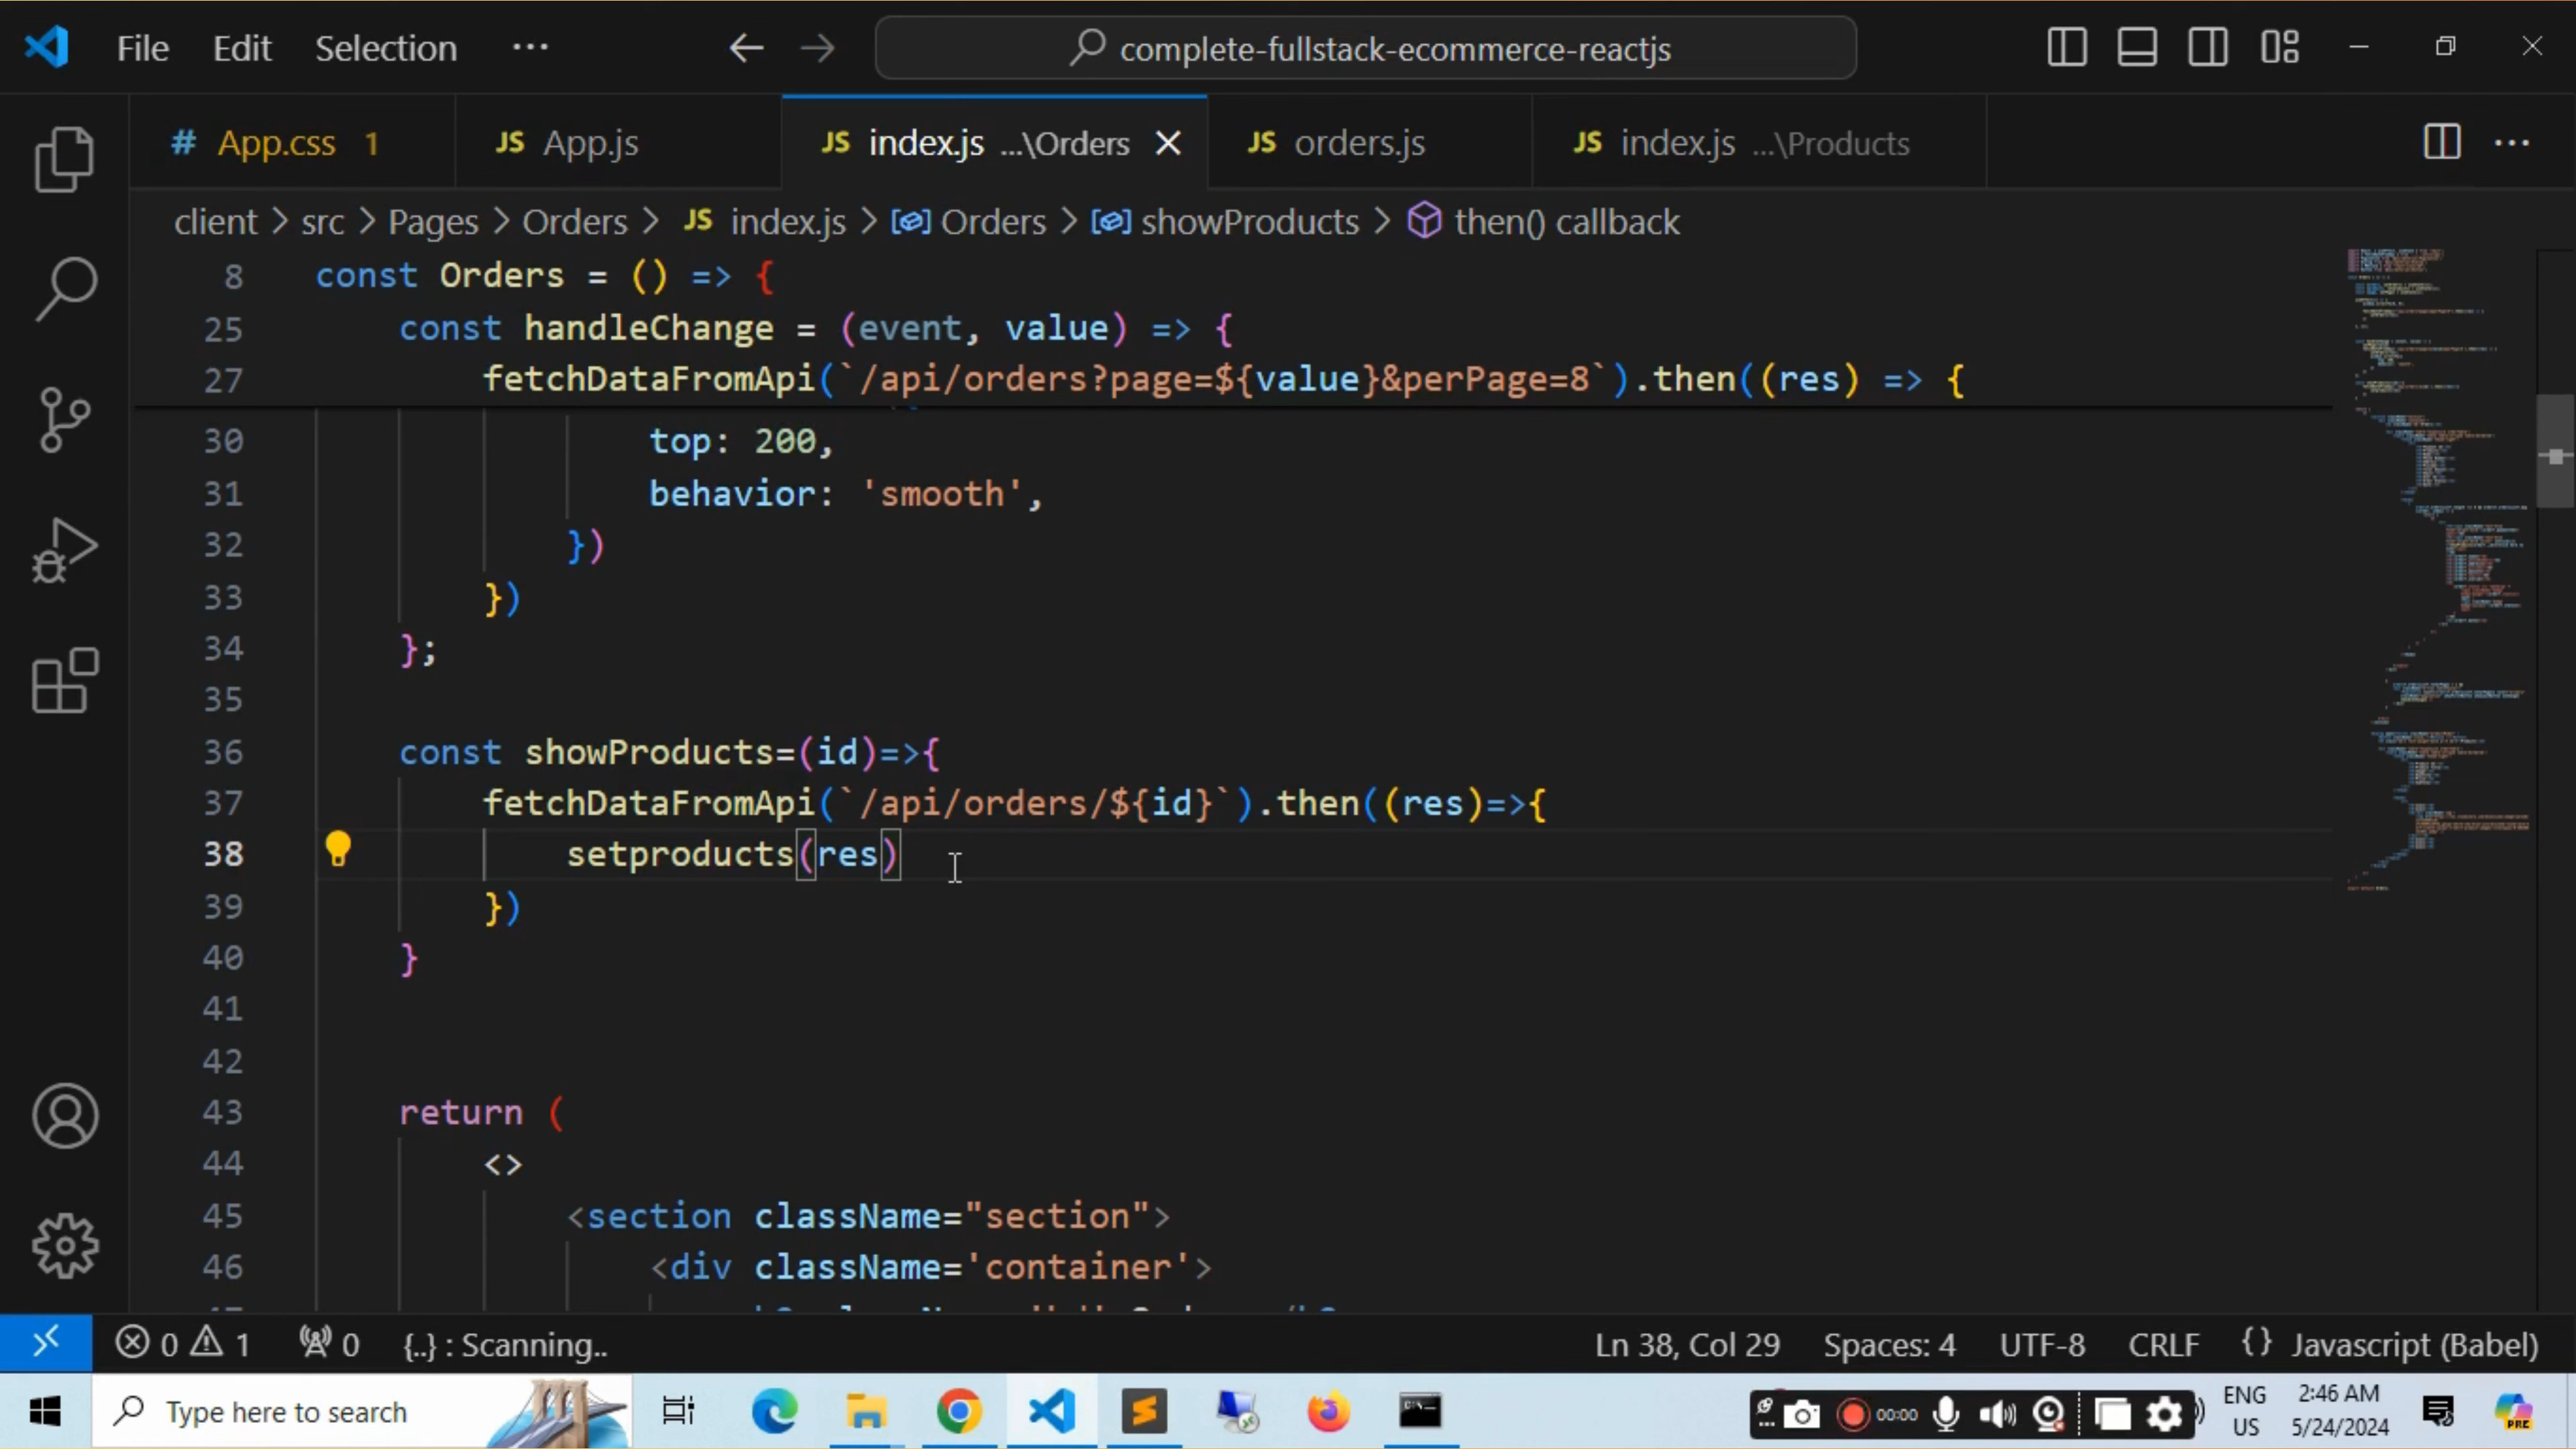 File Edit Selection ··· complete-fullstack-ecommerce-reactjs
# App.css 1 JS App.js JS index.js ...\Orders JS orders.js JS index.js ...\Products ···
client > src > Pages > Orders > JS index.js > Orders > showProducts > then() callback
8 const Orders = () => {
25 const handleChange = (event, value) => {
27 fetchDataFromApi(`/api/orders?page=${value}&perPage=8`).then((res) => {
30 top: 200,
31 behavior: 'smooth',
32 })
33 })
34 };
35
36 const showProducts=(id)=>{
37 fetchDataFromApi(`/api/orders/${id}`).then((res)=>{
38 setproducts(res)
39 })
40 }
41
42
43 return (
44 <>
45 <section className="section">
46 <div className='container'>
0 1 0 {..} : Scanning.. Ln 38, Col 29 Spaces: 4 UTF-8 CRLF {} Javascript (Babel)
Type here to search 00:00 ENG 2:46 AM
US 5/24/2024 PRE